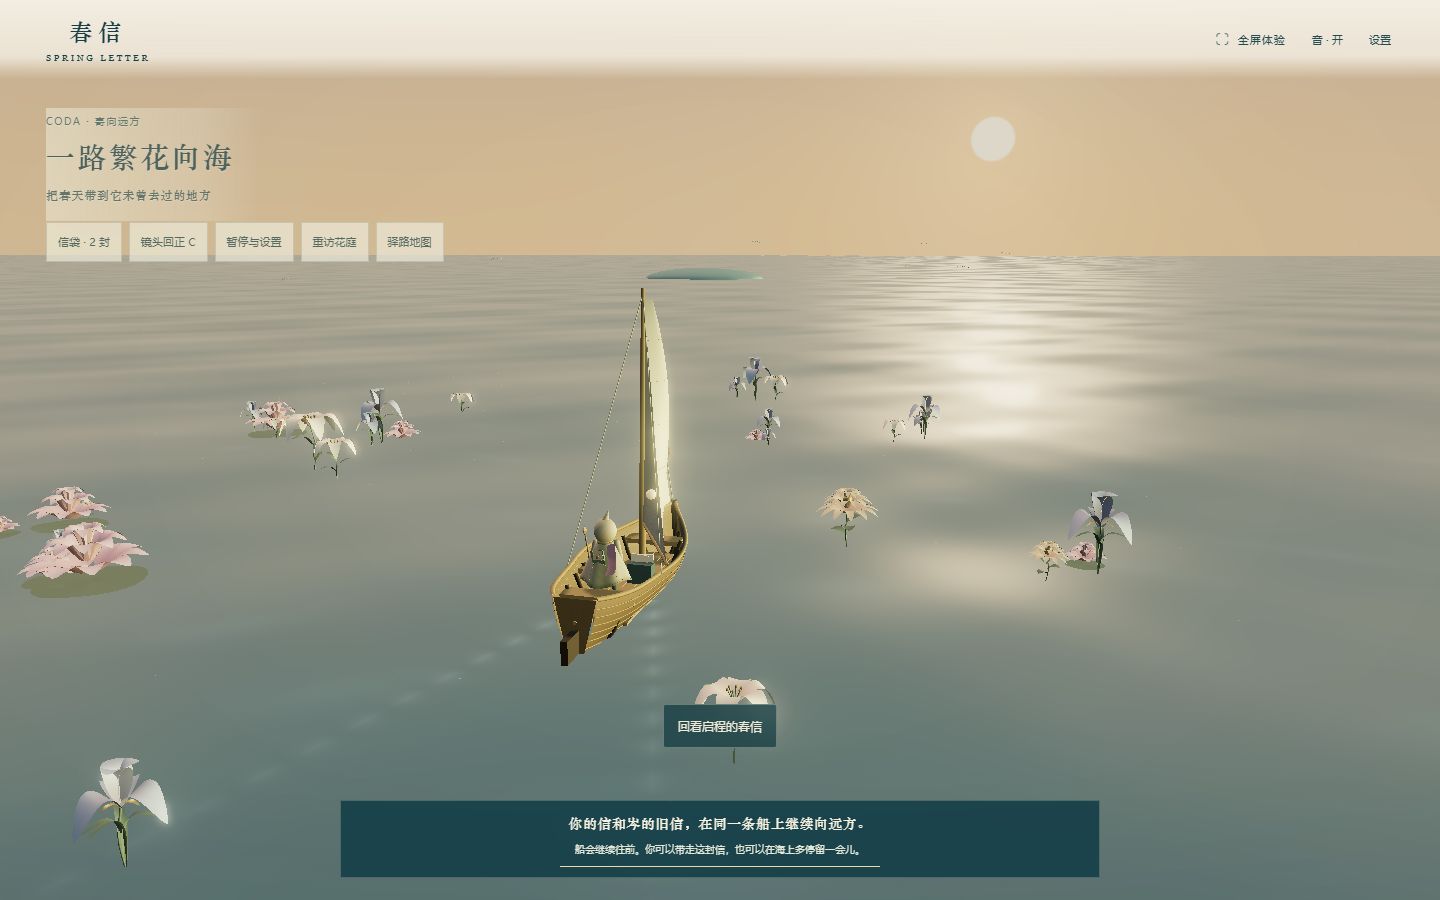 春信
SPRING LETTER
全屏体验
音·开
设置
CODA · 寄向远方
一路繁花向海
把春天带到它未曾去过的地方
信袋·2 封
镜头回正 C
暂停与设置
重访花庭
驿路地图
回看启程的春信
你的信和岑的旧信，在同一条船上继续向远方。
船会继续往前。你可以带走这封信，也可以在海上多停留一会儿。